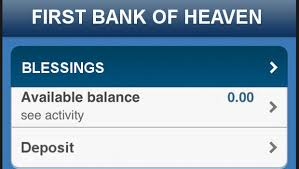 FIRST BANK OF HEAVEN
BLESSINGS
Available balance 0.00
see activity
Deposit